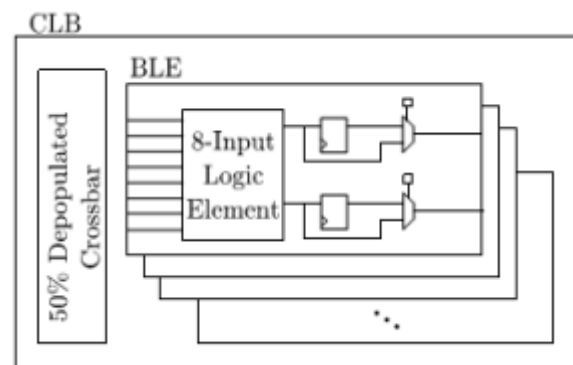 CLB
BLE
50% Depopulated
Crossbar
8-Input
Logic
Element